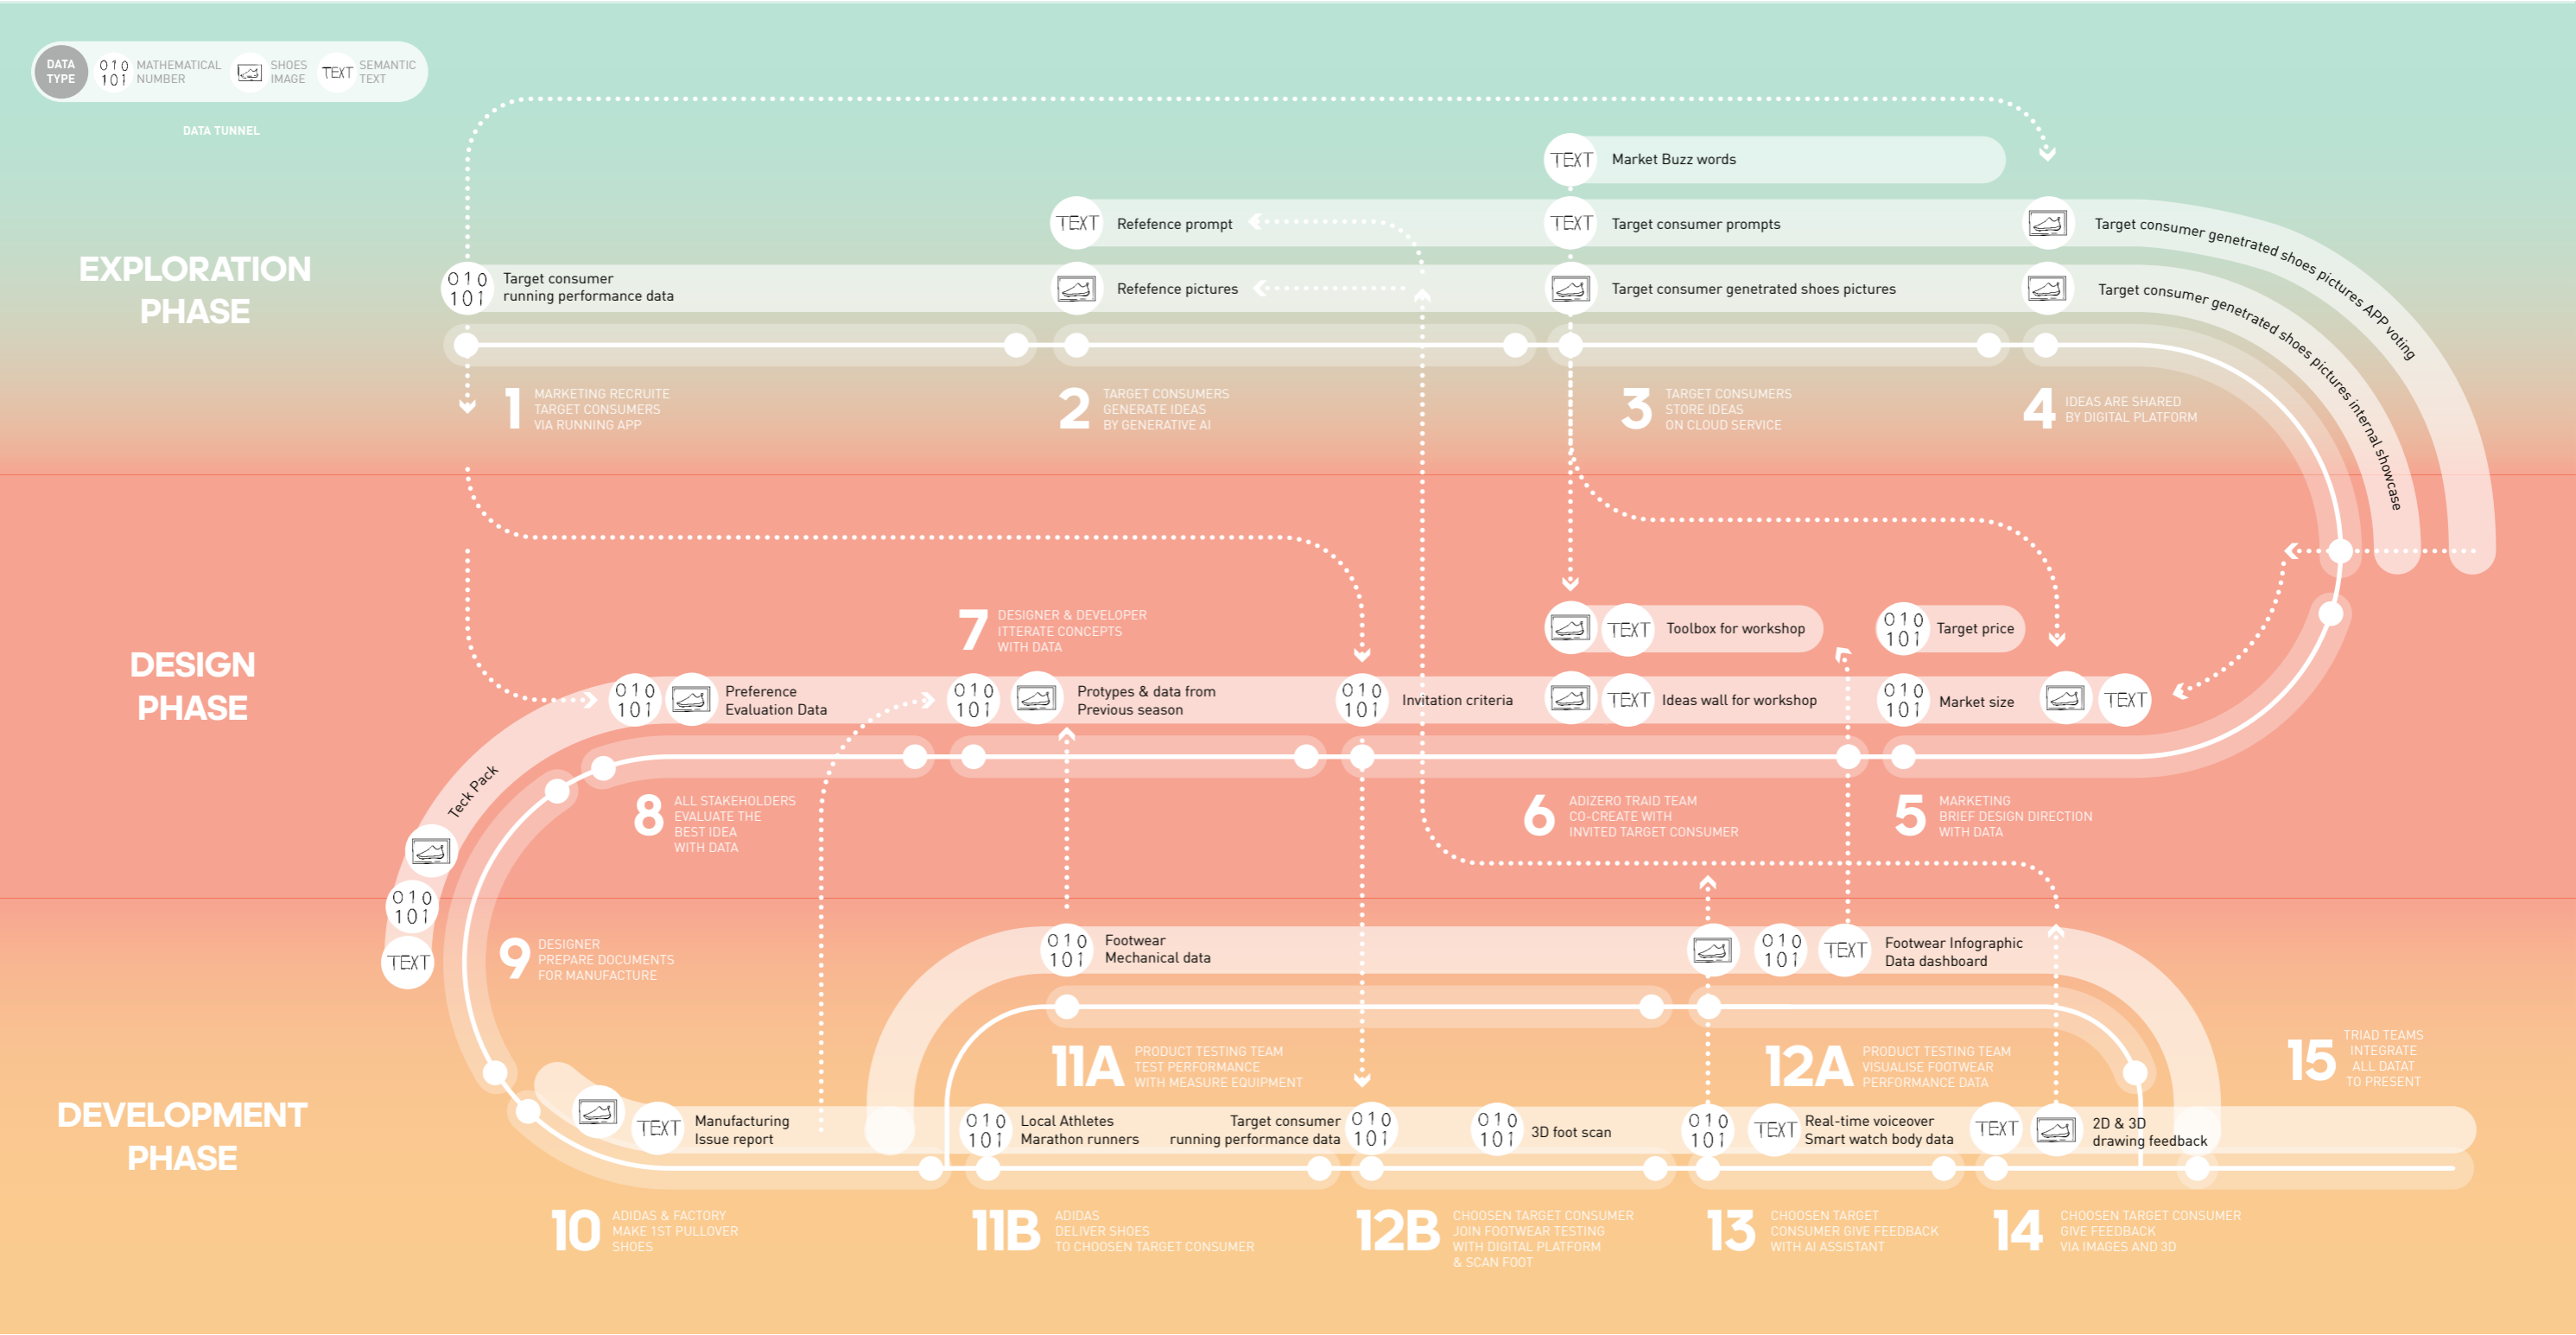 DATA
TYPE
010
101
MATHEMATICAL
NUMBER
SHOES
IMAGE
TEXT
SEMANTIC
TEXT
DATA TUNNEL
EXPLORATION
PHASE
TEXT
Market Buzz words
TEXT
Refefence prompt
TEXT
Target consumer prompts
Target consumer genetrated shoes pictures APP voting
010
101
Target consumer
running performance data
Refefence pictures
Target consumer genetrated shoes pictures
Target consumer genetrated shoes pictures internal showcase
1
MARKETING RECRUITE
TARGET CONSUMERS
VIA RUNNING APP
2
TARGET CONSUMERS
GENERATE IDEAS
BY GENERATIVE AI
3
TARGET CONSUMERS
STORE IDEAS
ON CLOUD SERVICE
4
IDEAS ARE SHARED
BY DIGITAL PLATFORM
DESIGN
PHASE
7
DESIGNER & DEVELOPER
ITTERATE CONCEPTS
WITH DATA
TEXT
Toolbox for workshop
010
101
Target price
010
101
Preference
Evaluation Data
010
101
Protypes & data from
Previous season
010
101
Invitation criteria
TEXT
Ideas wall for workshop
010
101
Market size
TEXT
Teck Pack
8
ALL STAKEHOLDERS
EVALUATE THE
BEST IDEA
WITH DATA
6
ADIZERO TRAID TEAM
CO-CREATE WITH
INVITED TARGET CONSUMER
5
MARKETING
BRIEF DESIGN DIRECTION
WITH DATA
010
101
TEXT
9
DESIGNER
PREPARE DOCUMENTS
FOR MANUFACTURE
010
101
Footwear
Mechanical data
010
101
TEXT
Footwear Infographic
Data dashboard
DEVELOPMENT
PHASE
11A
PRODUCT TESTING TEAM
TEST PERFORMANCE
WITH MEASURE EQUIPMENT
12A
PRODUCT TESTING TEAM
VISUALISE FOOTWEAR
PERFORMANCE DATA
15
TRIAD TEAMS
INTEGRATE
ALL DATAT
TO PRESENT
TEXT
Manufacturing
Issue report
010
101
Local Athletes
Marathon runners
Target consumer
running performance data
010
101
010
101
3D foot scan
010
101
TEXT
Real-time voiceover
Smart watch body data
TEXT
2D & 3D
drawing feedback
10
ADIDAS & FACTORY
MAKE 1ST PULLOVER
SHOES
11B
ADIDAS
DELIVER SHOES
TO CHOOSEN TARGET CONSUMER
12B
CHOOSEN TARGET CONSUMER
JOIN FOOTWEAR TESTING
WITH DIGITAL PLATFORM
& SCAN FOOT
13
CHOOSEN TARGET
CONSUMER GIVE FEEDBACK
WITH AI ASSISTANT
14
CHOOSEN TARGET CONSUMER
GIVE FEEDBACK
VIA IMAGES AND 3D